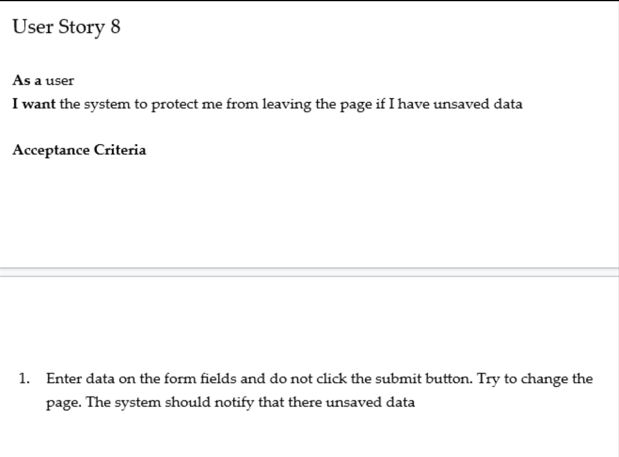 User Story 8
As a user
I want the system to protect me from leaving the page if I have unsaved data
Acceptance Criteria
1. Enter data on the form fields and do not click the submit button. Try to change the
page. The system should notify that there unsaved data